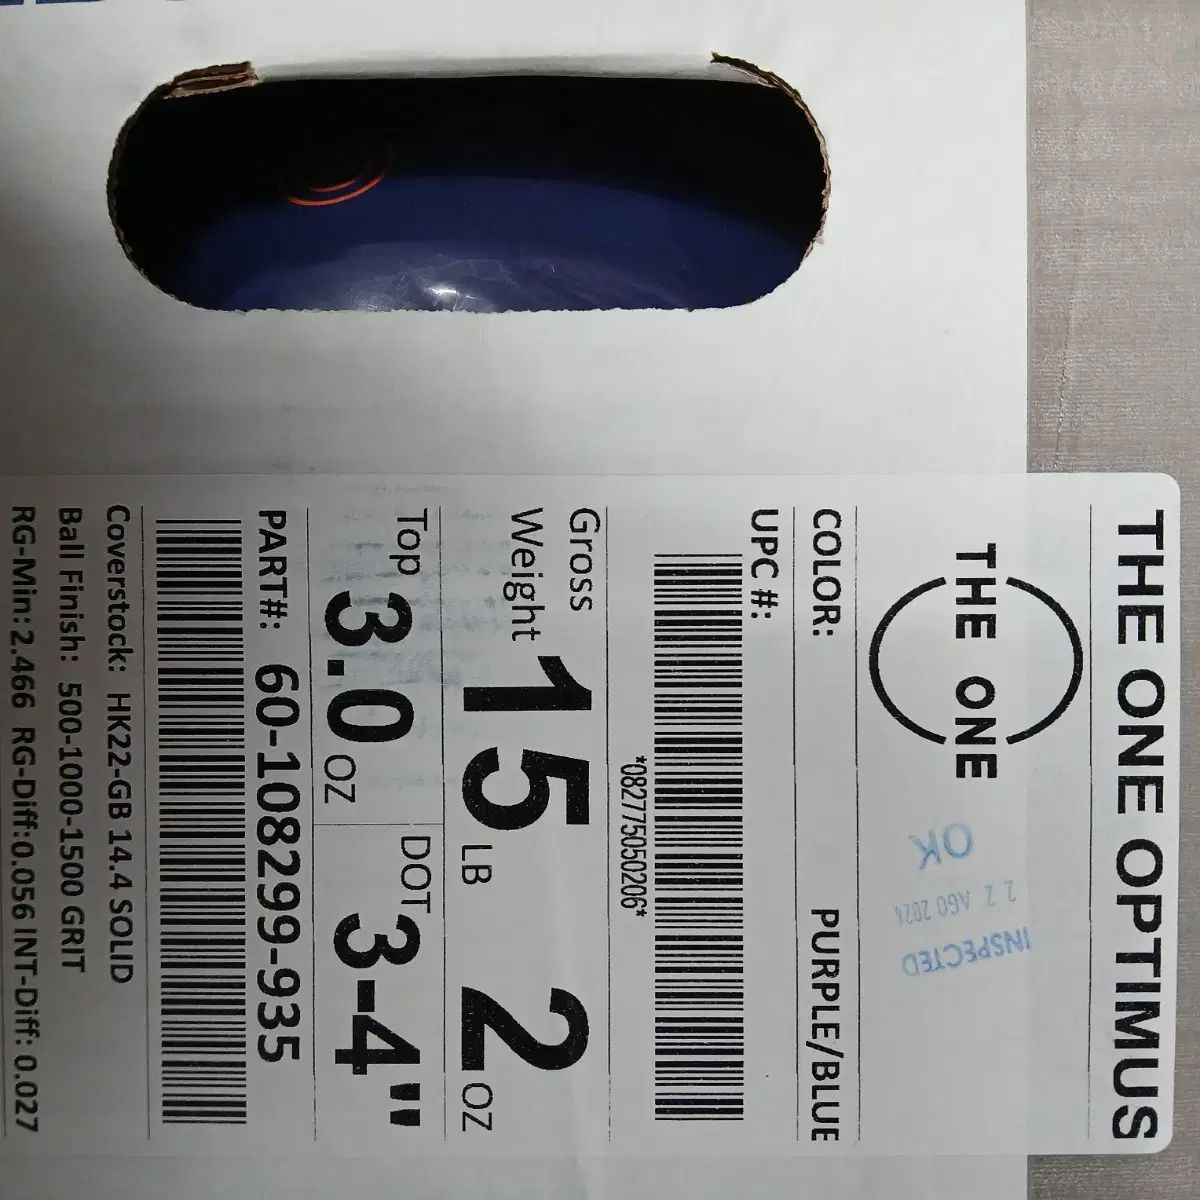 THE ONE OPTIMUS
THE ONE
OK
22 AGO 2024
INSPECTED
COLOR: PURPLE/BLUE
UPC #:
*082775050206*
Gross Weight 15 LB 2 OZ
Top 3.0 OZ DOT 3-4"
PART#: 60-108299-935
Coverstock: HK22-GB 14.4 SOLID
Ball Finish: 500-1000-1500 GRIT
RG-Min: 2.466 RG-Diff:0.056 INT-Diff: 0.027